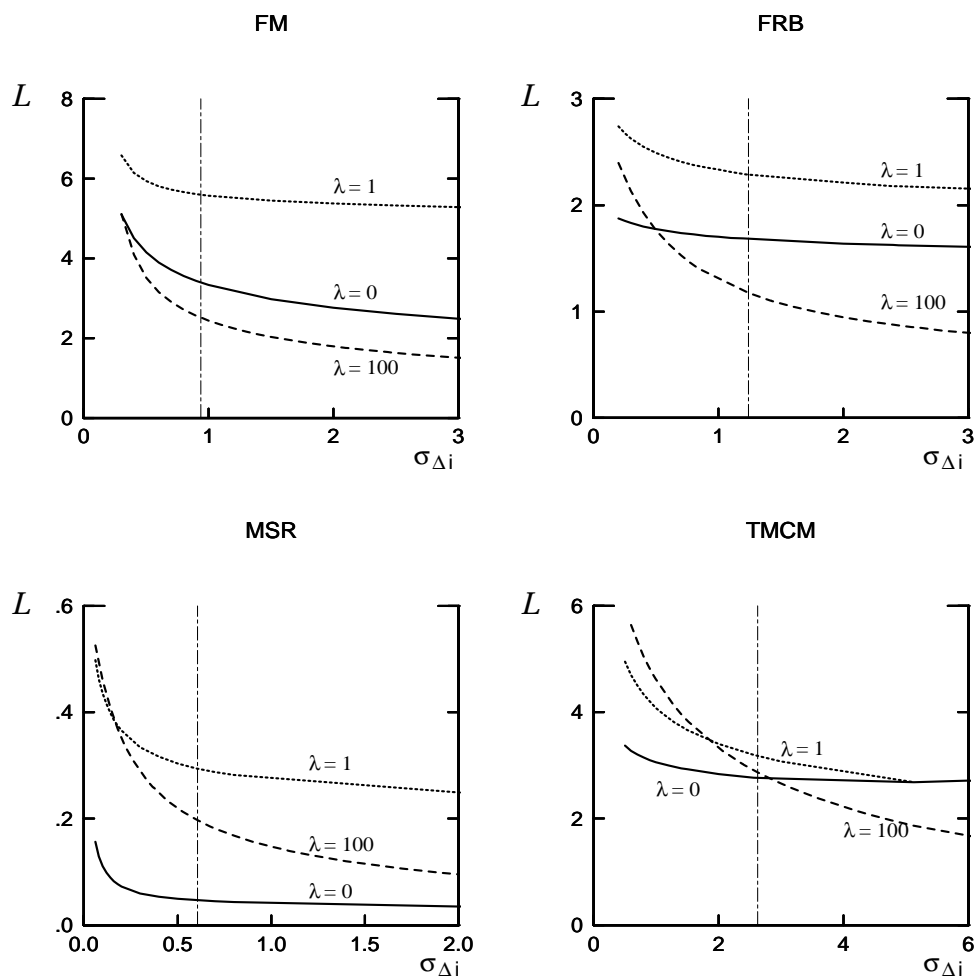 FM
L
8
6
4
2
0
λ = 1
λ = 0
λ = 100
0 1 2 3
σΔi
FRB
L
3
2
1
0
λ = 1
λ = 0
λ = 100
0 1 2 3
σΔi
MSR
L
.6
.4
.2
.0
λ = 1
λ = 100
λ = 0
0.0 0.5 1.0 1.5 2.0
σΔi
TMCM
L
6
4
2
0
λ = 1
λ = 0
λ = 100
0 2 4 6
σΔi